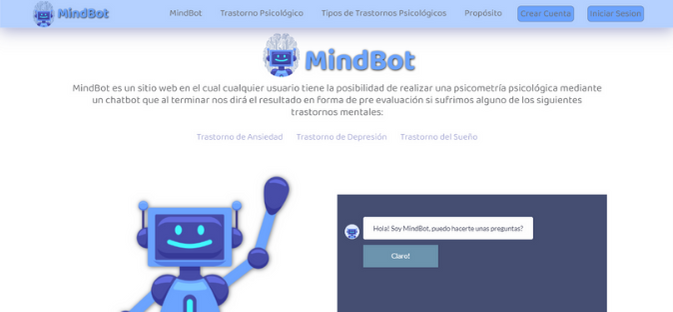 MindBot MindBot Trastorno Psicológico Tipos de Trastornos Psicológicos Propósito Crear Cuenta Iniciar Sesion
MindBot
MindBot es un sitio web en el cual cualquier usuario tiene la posibilidad de realizar una psicometría psicológica mediante
un chatbot que al terminar nos dirá el resultado en forma de pre evaluación si sufrimos alguno de los siguientes
trastornos mentales:
Trastorno de Ansiedad Trastorno de Depresión Trastorno del Sueño
Hola! Soy MindBot, puedo hacerte unas preguntas?
Claro!